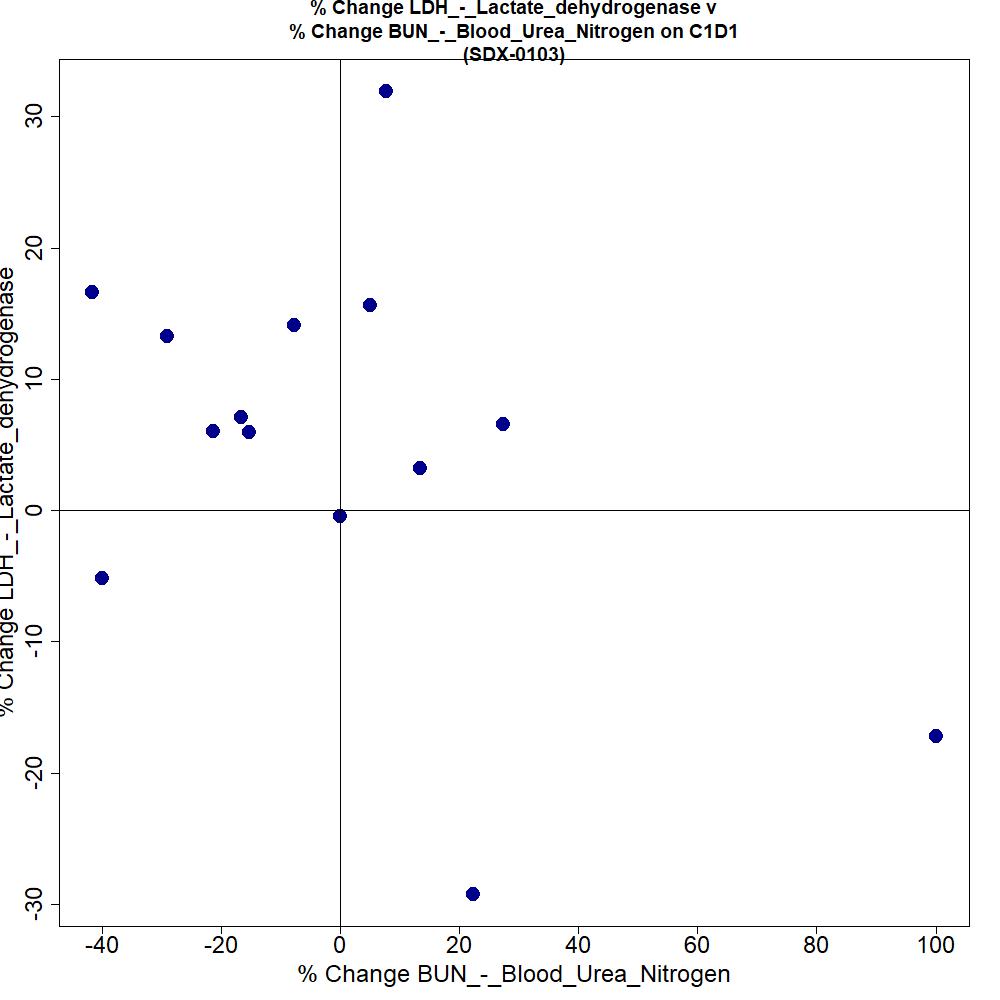 % Change LDH_-_Lactate_dehydrogenase v
% Change BUN_-_Blood_Urea_Nitrogen on C1D1
(SDX-0103)
% Change LDH_-_Lactate_dehydrogenase
30
20
10
0
-10
-20
-30
-40 -20 0 20 40 60 80 100
% Change BUN_-_Blood_Urea_Nitrogen